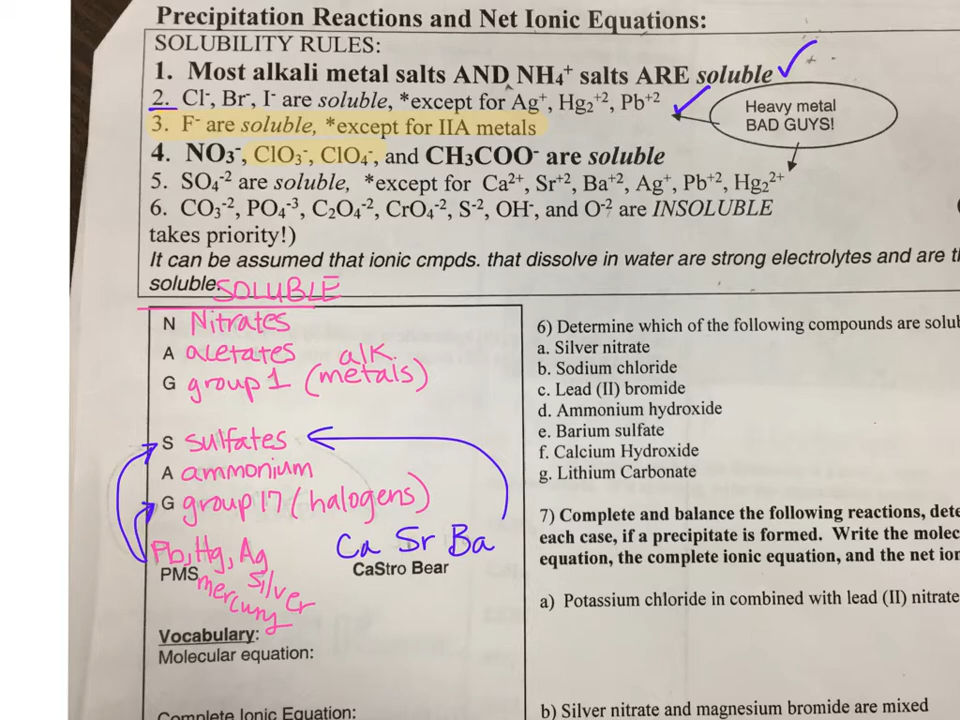 Precipitation Reactions and Net Ionic Equations:
SOLUBILITY RULES:
1. Most alkali metal salts AND NH₄⁺ salts ARE soluble
2. Cl⁻, Br⁻, I⁻ are soluble, *except for Ag⁺, Hg₂⁺², Pb⁺²
Heavy metal
BAD GUYS!
3. F⁻ are soluble, *except for IIA metals
4. NO₃⁻, ClO₃⁻, ClO₄⁻, and CH₃COO⁻ are soluble
5. SO₄⁻² are soluble, *except for Ca²⁺, Sr⁺², Ba⁺², Ag⁺, Pb⁺², Hg₂²⁺
6. CO₃⁻², PO₄⁻³, C₂O₄⁻², CrO₄⁻², S⁻², OH⁻, and O⁻² are INSOLUBLE
takes priority!)
It can be assumed that ionic cmpds. that dissolve in water are strong electrolytes and are t
soluble.
SOLUBLE
N Nitrates
A acetates
G group 1 (alk. metals)
S sulfates
A ammonium
G group 17 (halogens)
Pb, Hg, Ag
PMS
mercury
silver
Ca Sr Ba
CaStro Bear
Vocabulary:
Molecular equation:
Complete Ionic Equation:
6) Determine which of the following compounds are solub
a. Silver nitrate
b. Sodium chloride
c. Lead (II) bromide
d. Ammonium hydroxide
e. Barium sulfate
f. Calcium Hydroxide
g. Lithium Carbonate
7) Complete and balance the following reactions, dete
each case, if a precipitate is formed. Write the molec
equation, the complete ionic equation, and the net ion
a) Potassium chloride in combined with lead (II) nitrate
b) Silver nitrate and magnesium bromide are mixed